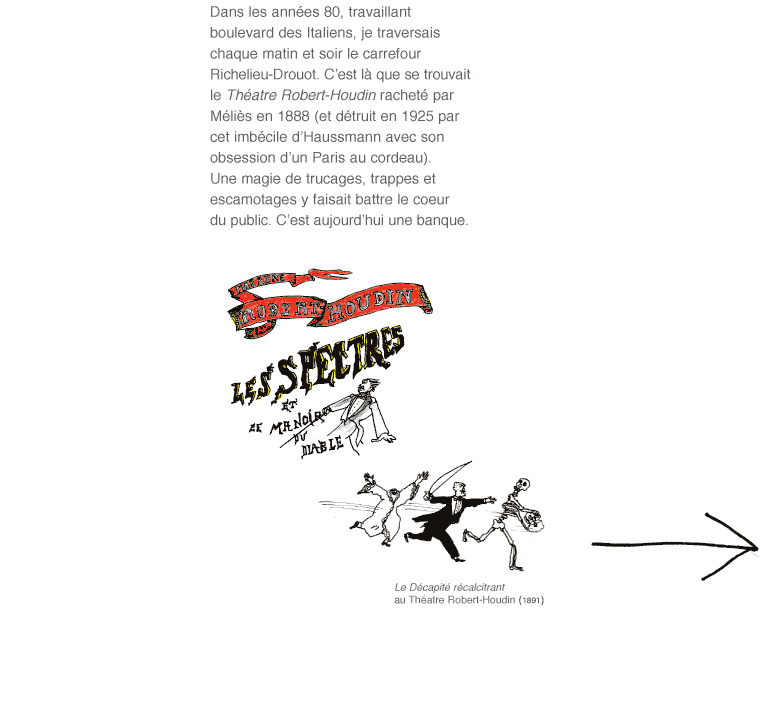 Dans les années 80, travaillant
boulevard des Italiens, je traversais
chaque matin et soir le carrefour
Richelieu-Drouot. C’est là que se trouvait
le Théatre Robert-Houdin racheté par
Méliès en 1888 (et détruit en 1925 par
cet imbécile d’Haussmann avec son
obsession d’un Paris au cordeau).
Une magie de trucages, trappes et
escamotages y faisait battre le coeur
du public. C’est aujourd’hui une banque.
ROBERT HOUDIN
LES SPECTRES
ET
MANOIR
DU
DIABLE
Le Décapité récalcitrant
au Théatre Robert-Houdin (1891)